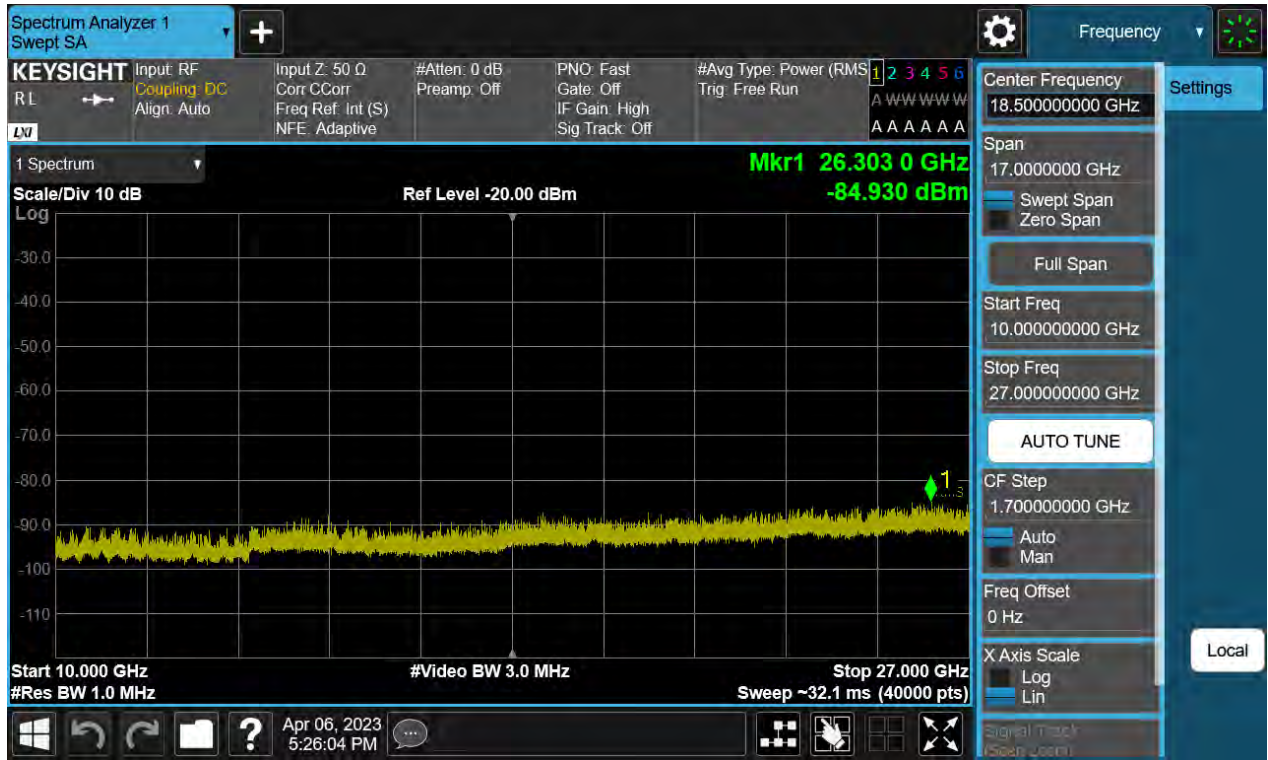 Spectrum Analyzer 1
Swept SA
+
Frequency
KEYSIGHT
RL
LXI
Input: RF
Coupling: DC
Align: Auto
Input Z: 50 Ω
Corr CCorr
Freq Ref: Int (S)
NFE: Adaptive
#Atten: 0 dB
Preamp: Off
PNO: Fast
Gate: Off
IF Gain: High
Sig Track: Off
#Avg Type: Power (RMS
Trig: Free Run
1 2 3 4 5 6
A W W W W W
A A A A A A
1 Spectrum
Scale/Div 10 dB
Log
Ref Level -20.00 dBm
Mkr1 26.303 0 GHz
-84.930 dBm
-30.0
-40.0
-50.0
-60.0
-70.0
-80.0
-90.0
-100
-110
1
Start 10.000 GHz
#Res BW 1.0 MHz
#Video BW 3.0 MHz
Stop 27.000 GHz
Sweep ~32.1 ms (40000 pts)
Center Frequency
18.500000000 GHz
Span
17.0000000 GHz
Swept Span
Zero Span
Full Span
Start Freq
10.000000000 GHz
Stop Freq
27.000000000 GHz
AUTO TUNE
CF Step
1.700000000 GHz
Auto
Man
Freq Offset
0 Hz
X Axis Scale
Log
Lin
Signal Track
(Span Zoom)
Settings
Local
?
Apr 06, 2023
5:26:04 PM